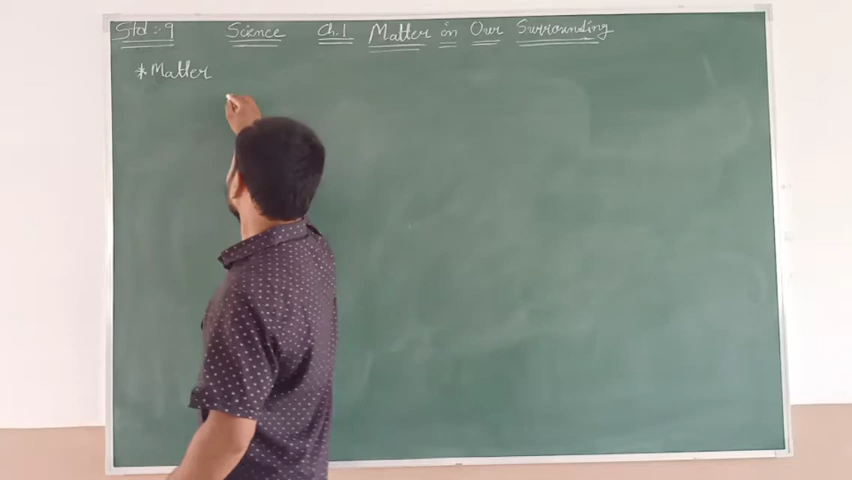 Std :- 9 Science Ch.1 Matter in Our Surrounding
* Matter